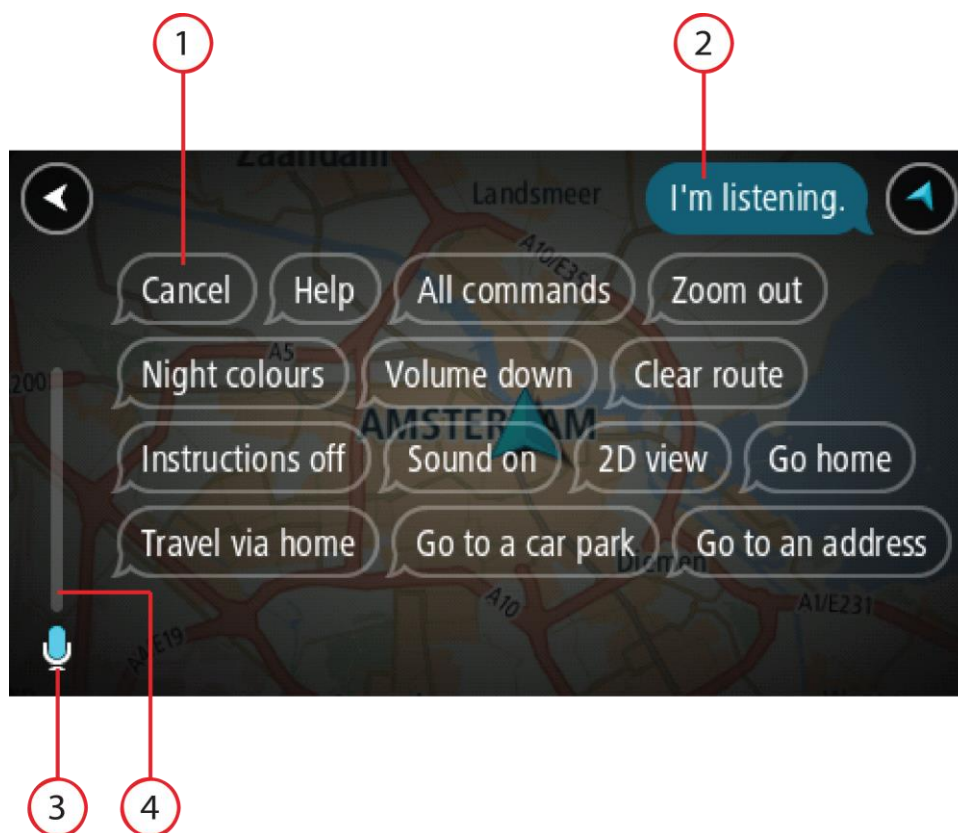 1
2
Zaandam
Landsmeer
I'm listening.
A10/E35
Cancel
Help
All commands
Zoom out
A5
200
Night colours
Volume down
Clear route
AMSTERDAM
Instructions off
Sound on
2D view
Go home
Travel via home
Go to a car park
Go to an address
Diemen
A10
A1/E231
A4/E19
3
4